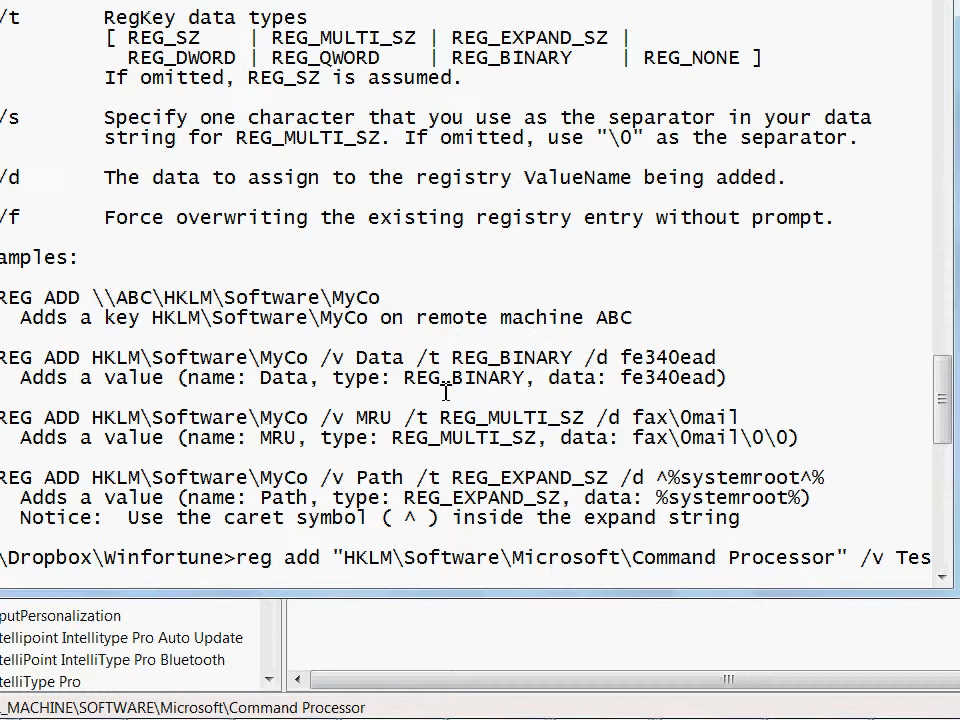 /t RegKey data types
[ REG_SZ | REG_MULTI_SZ | REG_EXPAND_SZ |
REG_DWORD | REG_QWORD | REG_BINARY | REG_NONE ]
If omitted, REG_SZ is assumed.
/s Specify one character that you use as the separator in your data
string for REG_MULTI_SZ. If omitted, use "\0" as the separator.
/d The data to assign to the registry ValueName being added.
/f Force overwriting the existing registry entry without prompt.
amples:
REG ADD \\ABC\HKLM\Software\MyCo
Adds a key HKLM\Software\MyCo on remote machine ABC
REG ADD HKLM\Software\MyCo /v Data /t REG_BINARY /d fe340ead
Adds a value (name: Data, type: REG_BINARY, data: fe340ead)
REG ADD HKLM\Software\MyCo /v MRU /t REG_MULTI_SZ /d fax\0mail
Adds a value (name: MRU, type: REG_MULTI_SZ, data: fax\0mail\0\0)
REG ADD HKLM\Software\MyCo /v Path /t REG_EXPAND_SZ /d ^%systemroot^%
Adds a value (name: Path, type: REG_EXPAND_SZ, data: %systemroot%)
Notice: Use the caret symbol ( ^ ) inside the expand string
\Dropbox\Winfortune>reg add "HKLM\Software\Microsoft\Command Processor" /v Tes
putPersonalization
tellipoint Intellitype Pro Auto Update
telliPoint IntelliType Pro Bluetooth
telliType Pro
_MACHINE\SOFTWARE\Microsoft\Command Processor